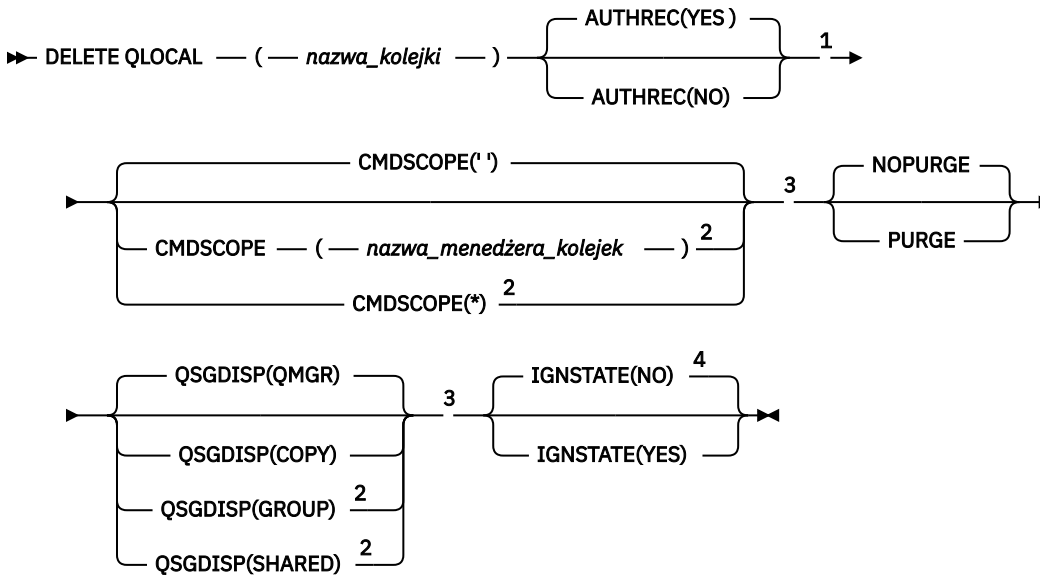 AUTHREC(YES )
DELETE QLOCAL ( nazwa_kolejki ) 1
AUTHREC(NO)
CMDSCOPE(' ')
3
NOPURGE
CMDSCOPE ( nazwa_menedżera_kolejek ) 2
PURGE
CMDSCOPE(*) 2
QSGDISP(QMGR)
3
IGNSTATE(NO) 4
QSGDISP(COPY)
IGNSTATE(YES)
QSGDISP(GROUP) 2
QSGDISP(SHARED) 2